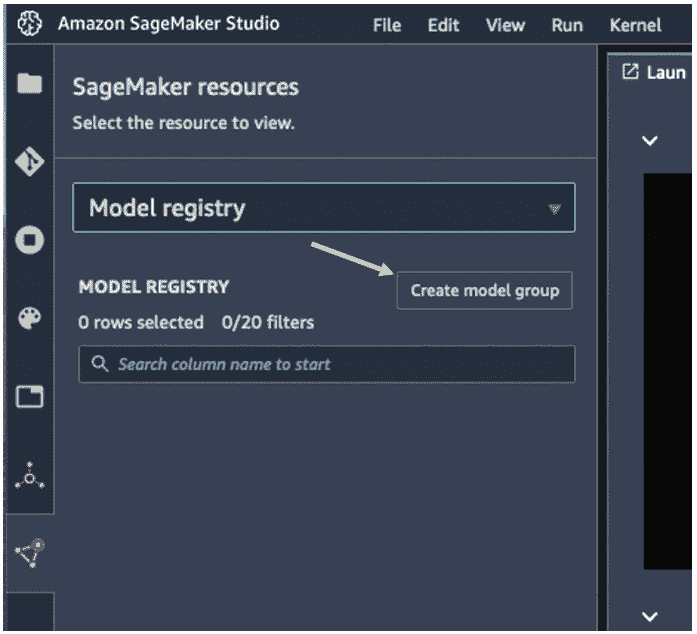 Amazon SageMaker Studio File Edit View Run Kernel
SageMaker resources
Select the resource to view.
Model registry
MODEL REGISTRY
Create model group
0 rows selected 0/20 filters
Search column name to start
Laun